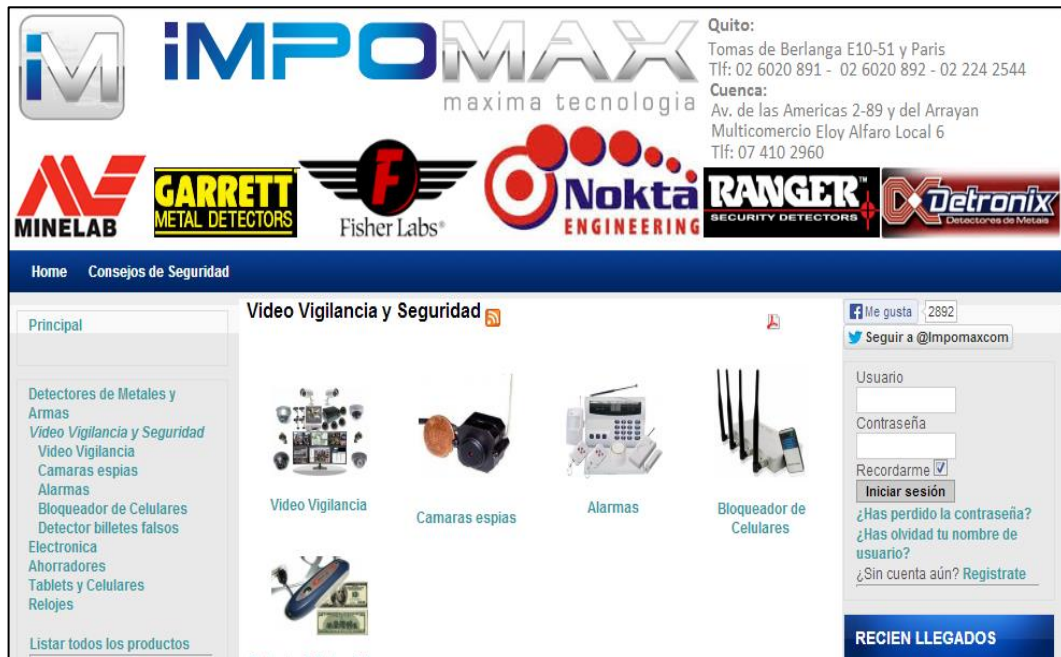 iM
iMPOMAX
maxima tecnologia
Quito:
Tomas de Berlanga E10-51 y Paris
Tlf: 02 6020 891 - 02 6020 892 - 02 224 2544
Cuenca:
Av. de las Americas 2-89 y del Arrayan
Multicomercio Eloy Alfaro Local 6
Tlf: 07 410 2960
MINELAB
GARRETT
METAL DETECTORS
F
Fisher Labs®
Nokta
ENGINEERING
RANGER™
SECURITY DETECTORS
Detronix
Detectores de Metais
Home Consejos de Seguridad
Principal
Detectores de Metales y
Armas
Video Vigilancia y Seguridad
Video Vigilancia
Camaras espias
Alarmas
Bloqueador de Celulares
Detector billetes falsos
Electronica
Ahorradores
Tablets y Celulares
Relojes
Listar todos los productos
Video Vigilancia y Seguridad
Video Vigilancia
Camaras espias
Alarmas
Bloqueador de
Celulares
Me gusta 2892
Seguir a @Impomaxcom
Usuario
Contraseña
Recordarme
Iniciar sesión
¿Has perdido la contraseña?
¿Has olvidad tu nombre de
usuario?
¿Sin cuenta aún? Registrate
RECIEN LLEGADOS